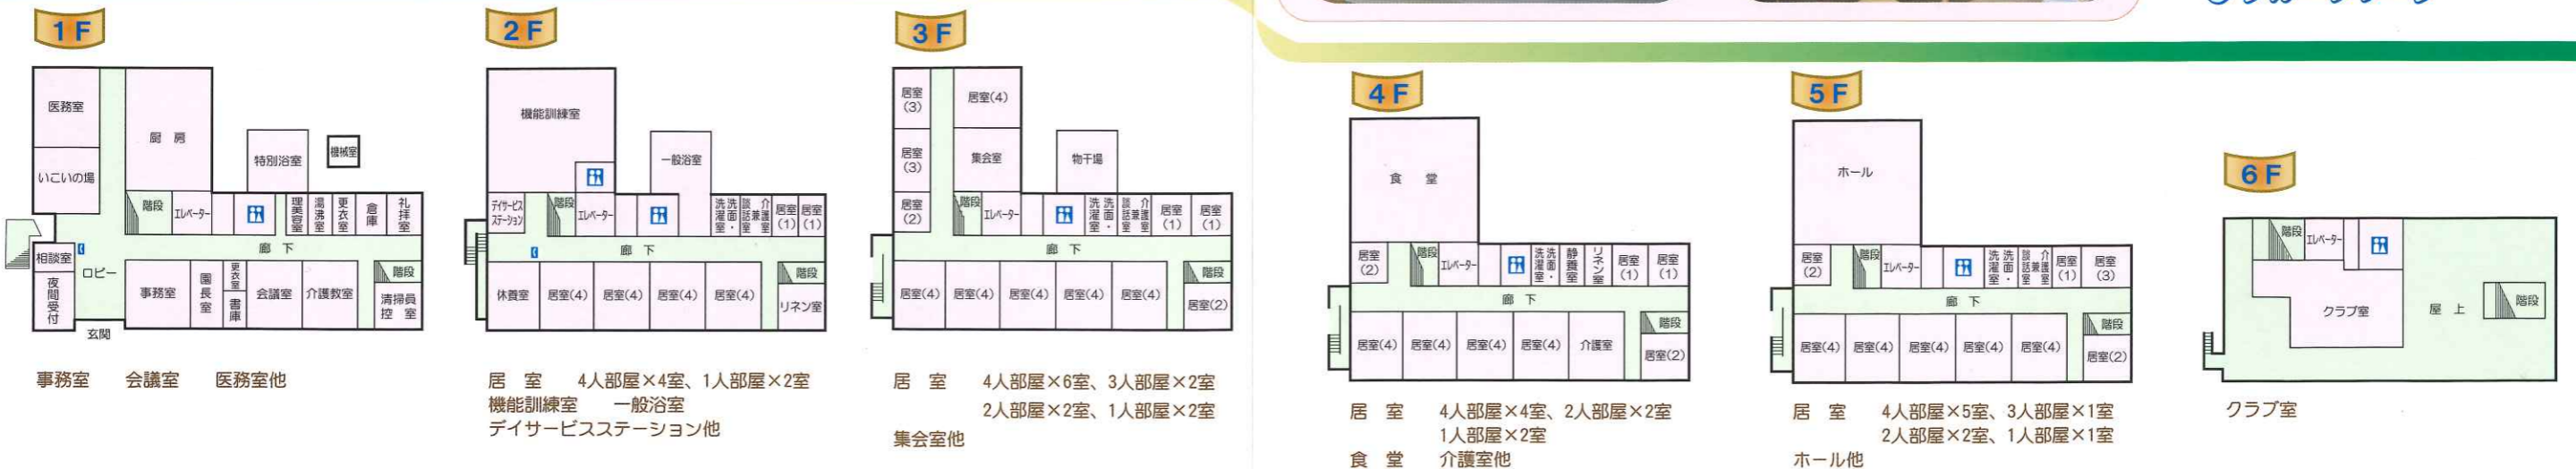 1F
医務室
厨 房
いこいの場
特別浴室
機械室
階段
エレベーター
理美容室
湯沸室
更衣室
倉庫
礼拝室
廊 下
相談室
ロビー
夜間受付
事務室
園長室
更衣室
書庫
会議室
介護教室
階段
清掃員控室
玄関
事務室 会議室 医務室他
2F
機能訓練室
一般浴室
デイサービスステーション
階段
エレベーター
洗面・洗濯室
介護室兼談話室
居室(1)
居室(1)
廊 下
休養室
居室(4)
居室(4)
居室(4)
居室(4)
階段
リネン室
居 室 4人部屋×4室、1人部屋×2室
機能訓練室 一般浴室
デイサービスステーション他
3F
居室(3)
居室(4)
居室(3)
集会室
物干場
居室(2)
階段
エレベーター
洗面・洗濯室
介護室兼談話室
居室(1)
居室(1)
廊 下
居室(4)
居室(4)
居室(4)
居室(4)
居室(4)
階段
居室(2)
居 室 4人部屋×6室、3人部屋×2室
2人部屋×2室、1人部屋×2室
集会室他
4F
食 堂
居室(2)
階段
エレベーター
洗面・洗濯室
静養室
リネン室
居室(1)
居室(1)
廊 下
居室(4)
居室(4)
居室(4)
居室(4)
介護室
階段
居室(2)
居 室 4人部屋×4室、2人部屋×2室
1人部屋×2室
食 堂 介護室他
5F
ホール
居室(2)
階段
エレベーター
洗面・洗濯室
介護室兼談話室
居室(1)
居室(3)
廊 下
居室(4)
居室(4)
居室(4)
居室(4)
居室(4)
階段
居室(2)
居 室 4人部屋×5室、3人部屋×1室
2人部屋×2室、1人部屋×1室
ホール他
6F
階段
エレベーター
クラブ室
屋 上
階段
クラブ室